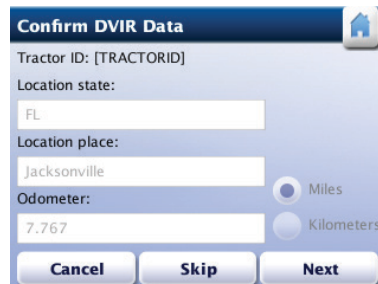 Confirm DVIR Data
Tractor ID: [TRACTORID]
Location state:
FL
Location place:
Jacksonville
Odometer:
7.767
Miles
Kilometers
Cancel Skip Next